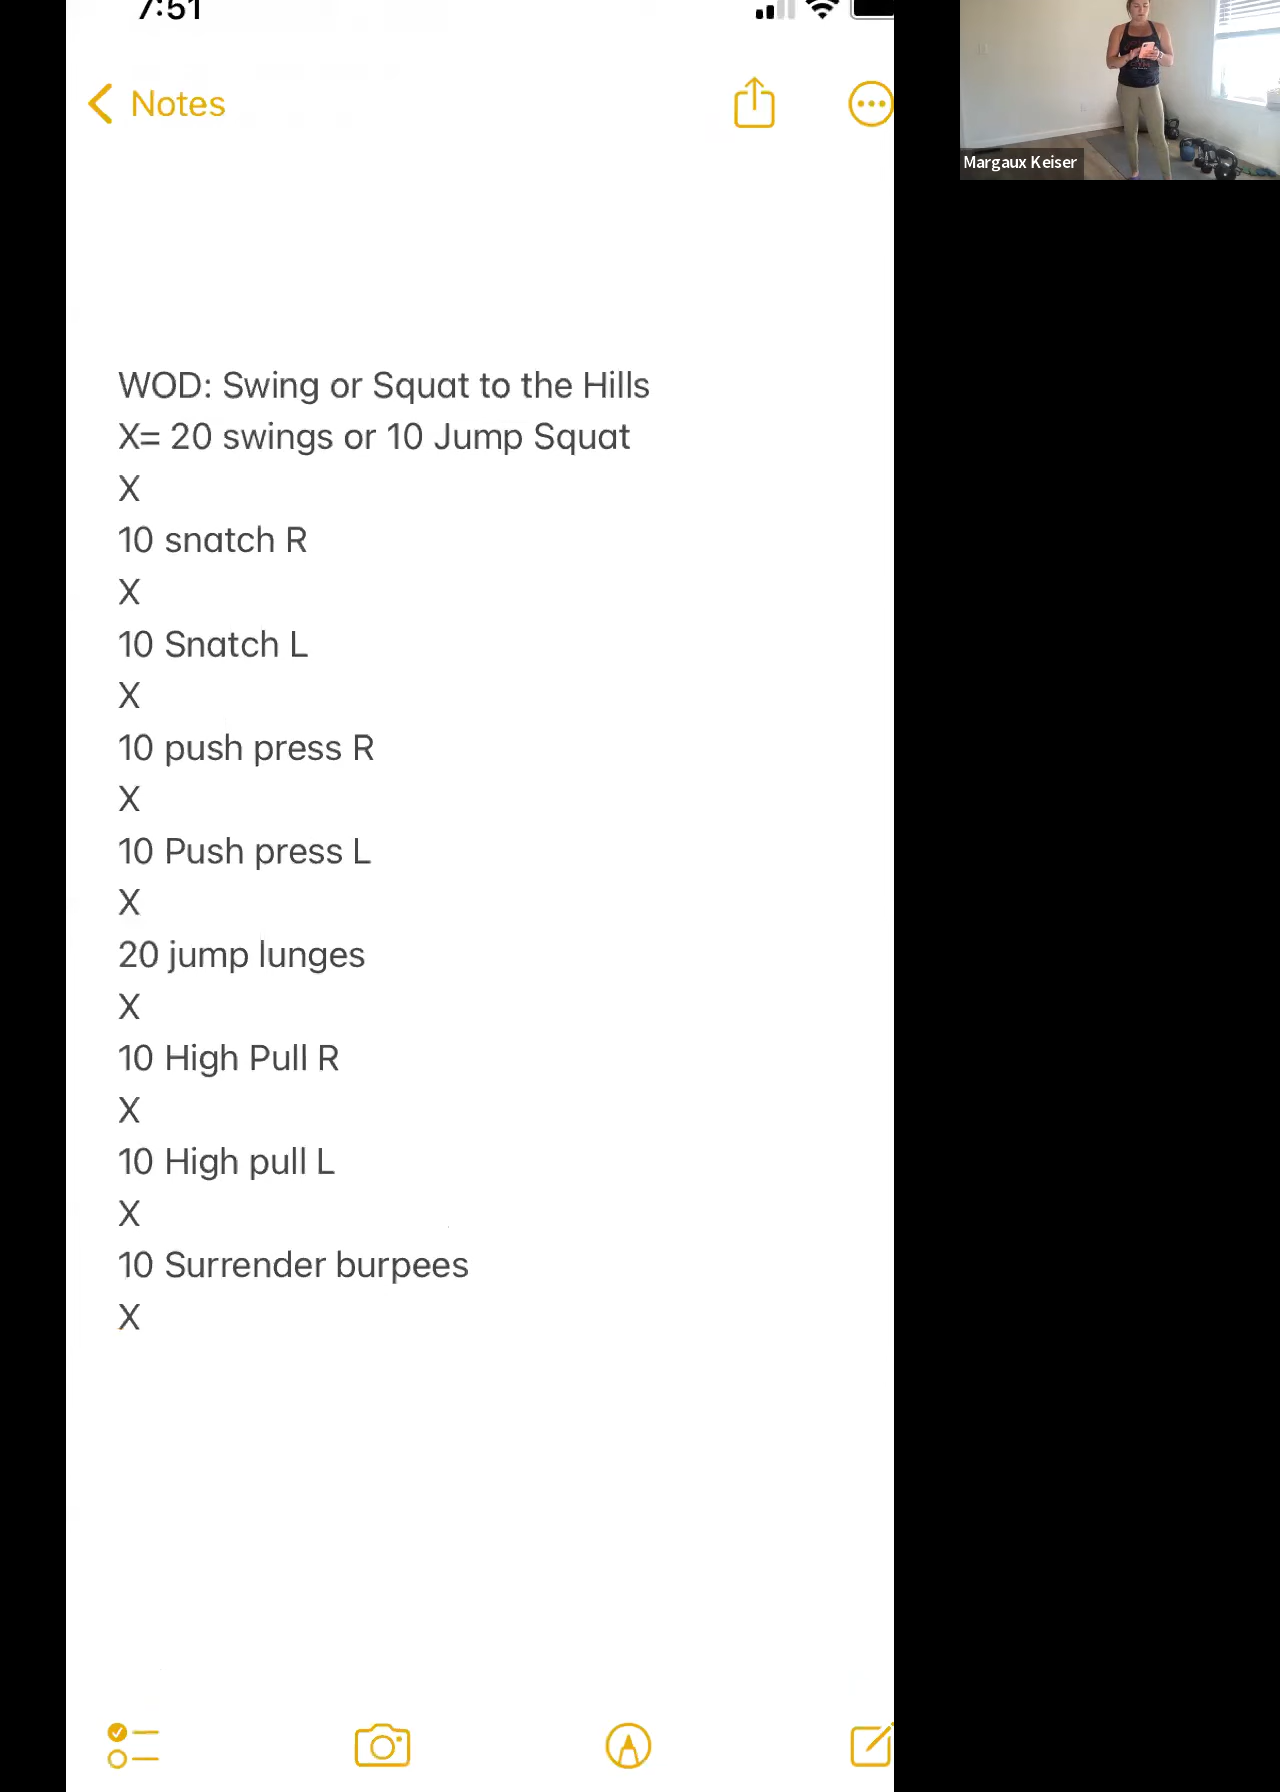 7:51
Notes
Margaux Keiser
WOD: Swing or Squat to the Hills
X= 20 swings or 10 Jump Squat
X
10 snatch R
X
10 Snatch L
X
10 push press R
X
10 Push press L
X
20 jump lunges
X
10 High Pull R
X
10 High pull L
X
10 Surrender burpees
X